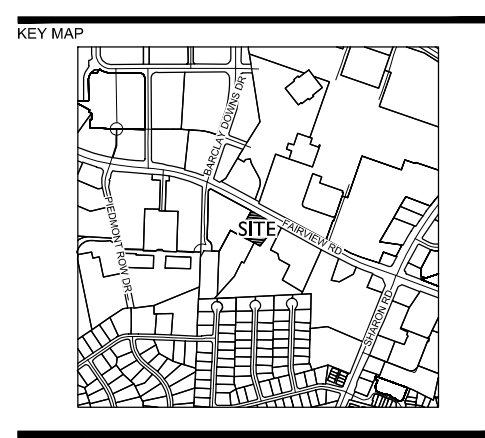 KEY MAP
BARCLAY DOWNS DR
PIEDMONT ROW DR
SITE
FAIRVIEW RD
SHARON RD